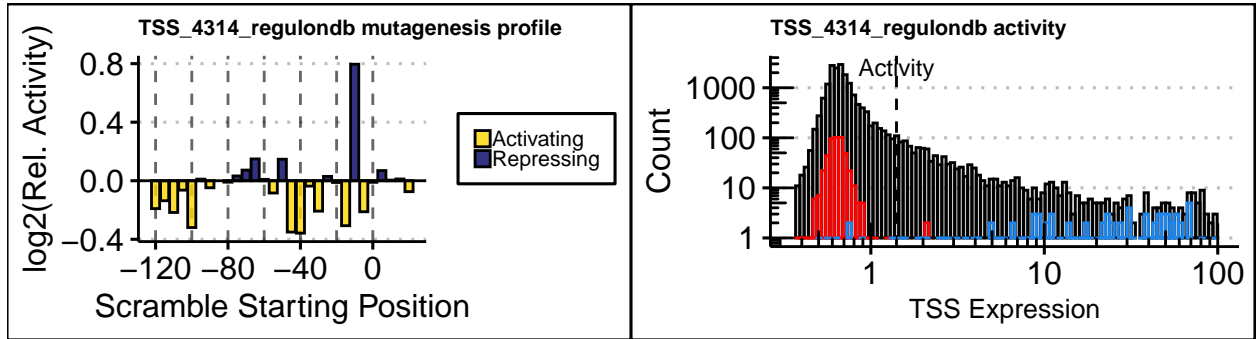 TSS_4314_regulondb mutagenesis profile
log2(Rel. Activity)
0.8
0.4
0.0
−0.4
−120
−80
−40
0
Scramble Starting Position
Activating
Repressing
TSS_4314_regulondb activity
Activity
Count
1000
100
10
1
1
10
100
TSS Expression